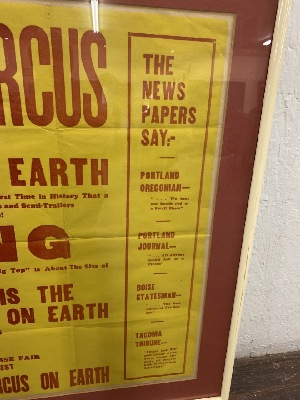 RCUS
EARTH
rst Time in History That a
and Semi-Trailers
NG
Top" is About The Size of
IS THE
ON EARTH
SE FAIR
IST
RCUS ON EARTH
THE
NEWS
PAPERS
SAY:-
PORTLAND
OREGONIAN—
PORTLAND
JOURNAL—
BOISE
STATESMAN—
TACOMA
TRIBUNE—